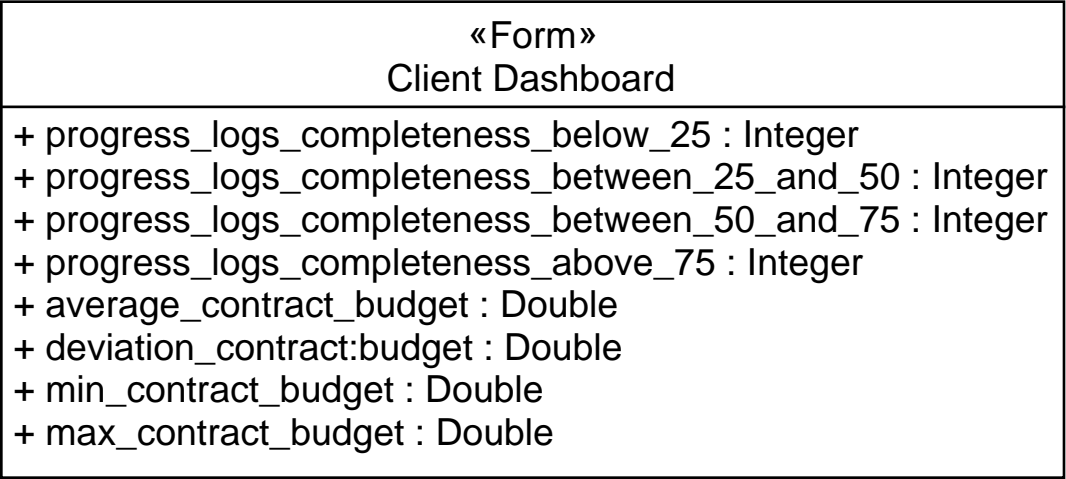 «Form»
Client Dashboard
+ progress_logs_completeness_below_25 : Integer
+ progress_logs_completeness_between_25_and_50 : Integer
+ progress_logs_completeness_between_50_and_75 : Integer
+ progress_logs_completeness_above_75 : Integer
+ average_contract_budget : Double
+ deviation_contract:budget : Double
+ min_contract_budget : Double
+ max_contract_budget : Double